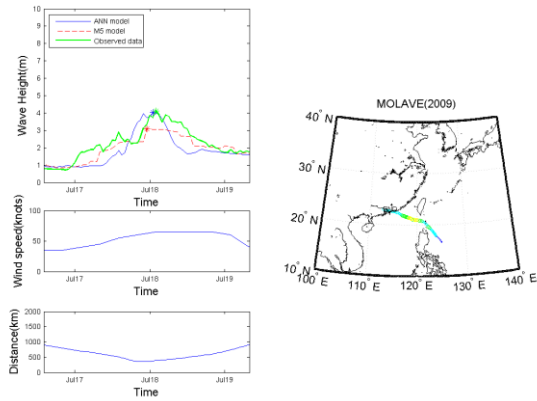 ANN model
M5 model
Observed data
Wave Height(m)
10
9
8
7
6
5
4
3
2
1
0
Jul17
Jul18
Jul19
Time
Wind speed(Knots)
100
50
0
Jul17
Jul18
Jul19
Time
Distance(km)
2000
1500
1000
500
0
Jul17
Jul18
Jul19
Time
MOLAVE(2009)
40° N
30° N
20° N
10° N
100° E
110° E
120° E
130° E
140° E